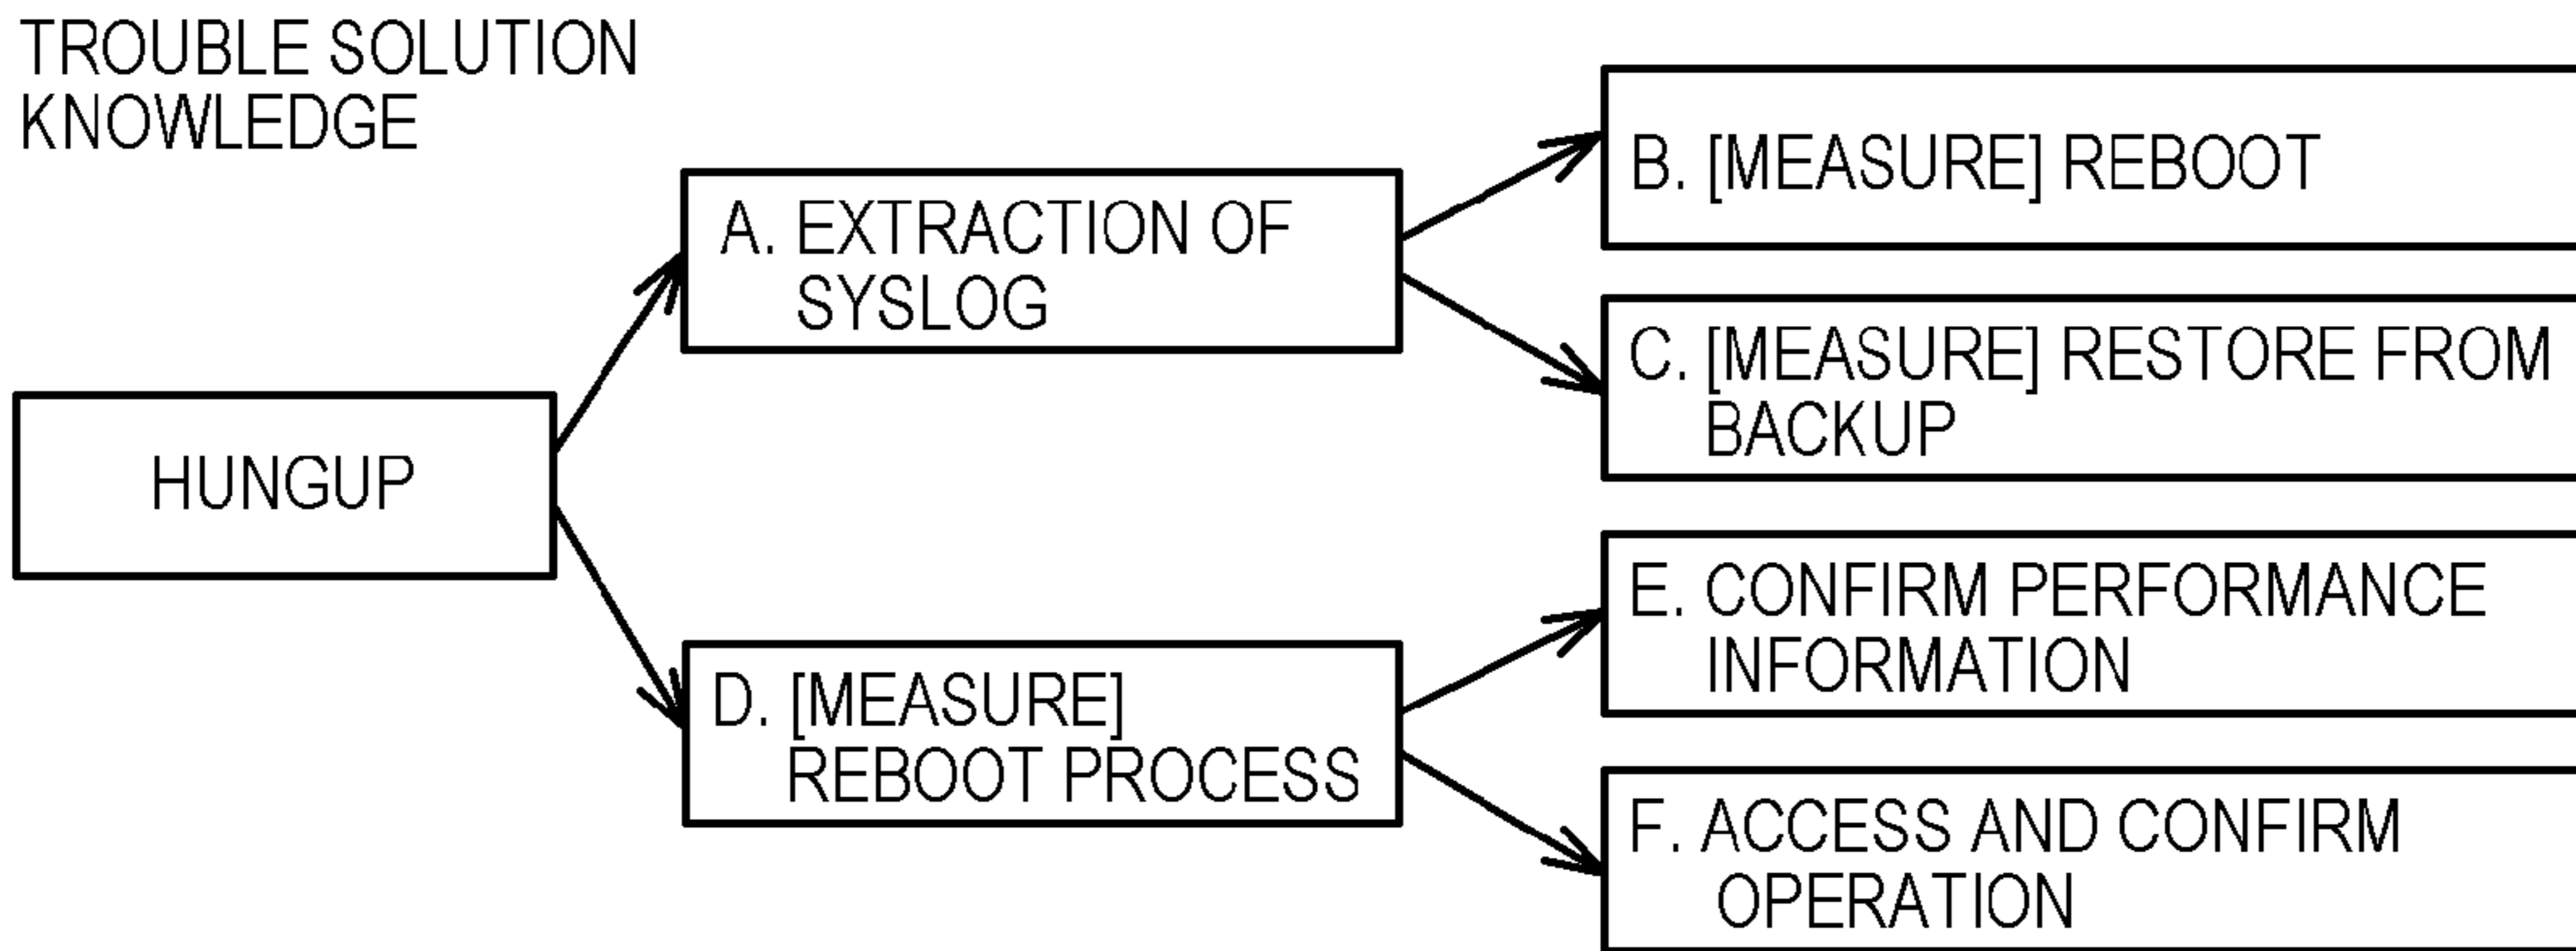 TROUBLE SOLUTION
KNOWLEDGE
HUNGUP
A. EXTRACTION OF
SYSLOG
B. [MEASURE] REBOOT
C. [MEASURE] RESTORE FROM
BACKUP
D. [MEASURE]
REBOOT PROCESS
E. CONFIRM PERFORMANCE
INFORMATION
F. ACCESS AND CONFIRM
OPERATION